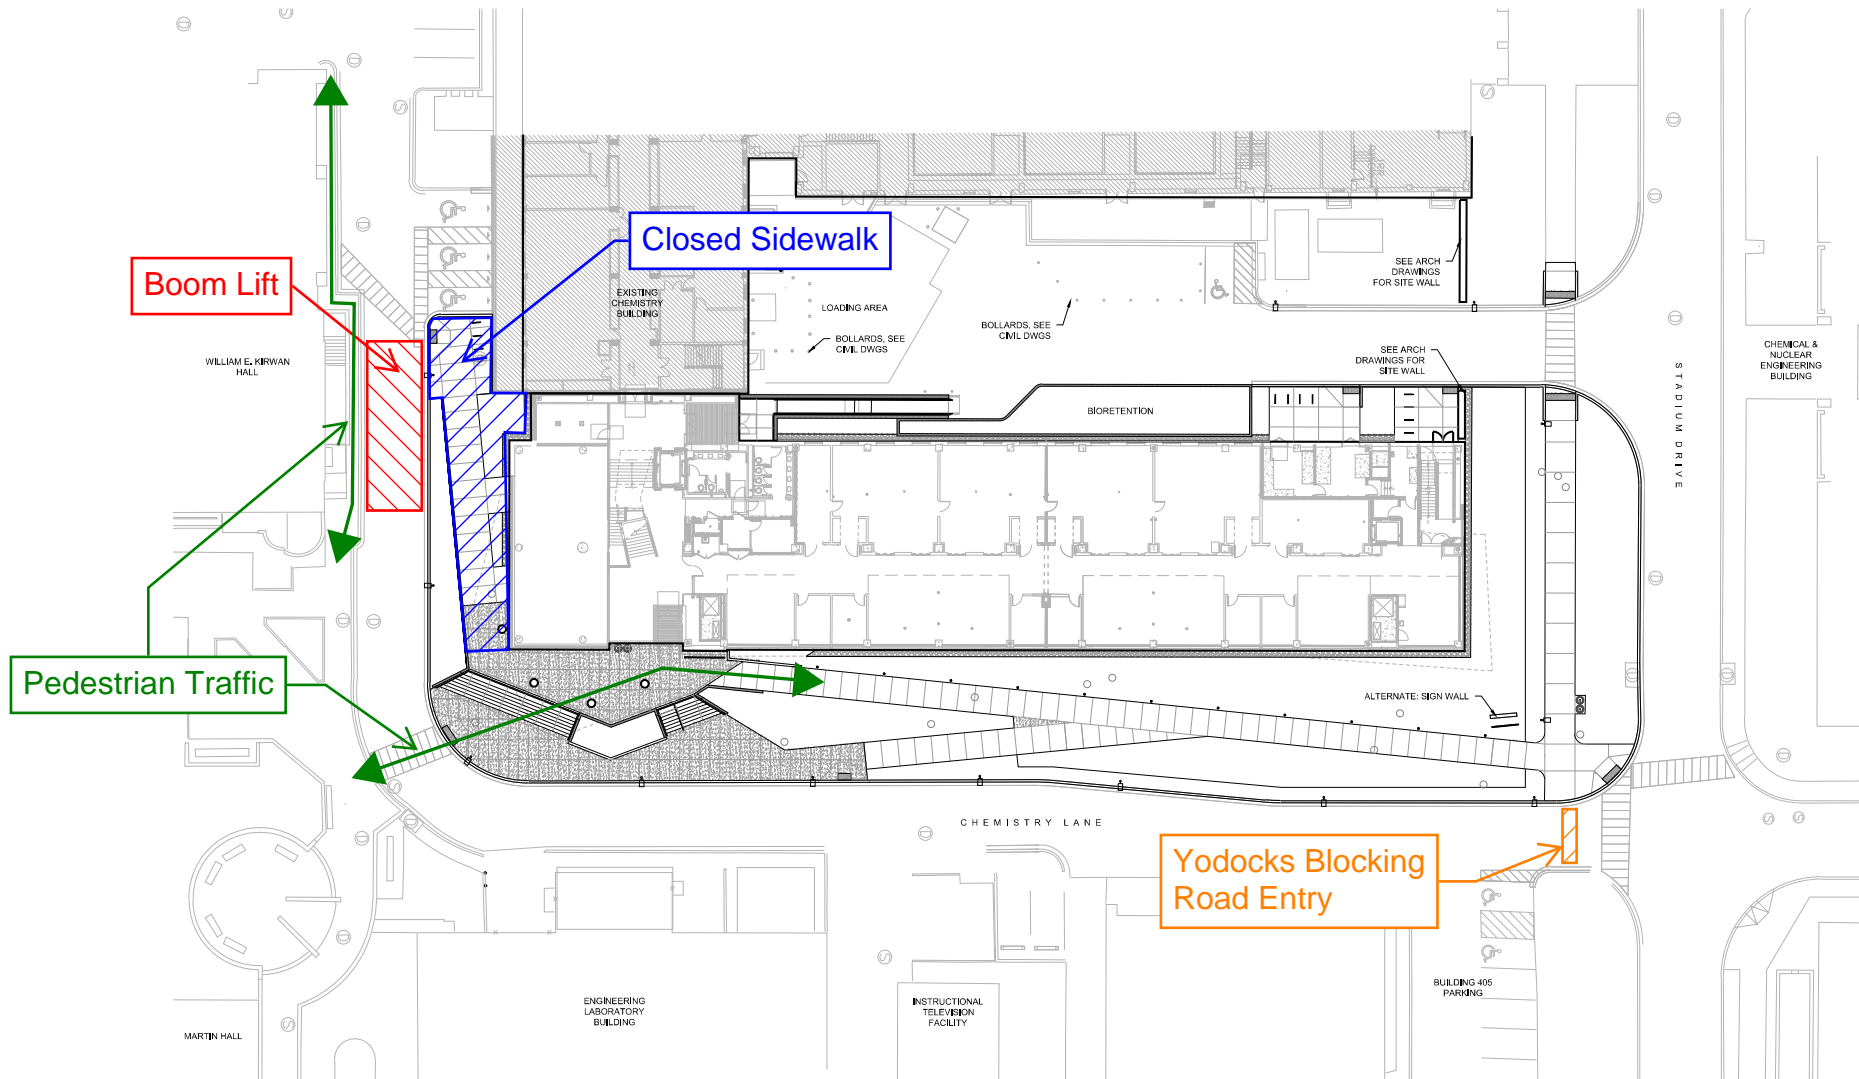 Closed Sidewalk
Boom Lift
EXISTING
CHEMISTRY
BUILDING
LOADING AREA
BOLLARDS, SEE
CIVIL DWGS
BOLLARDS, SEE
CIVIL DWGS
SEE ARCH
DRAWINGS
FOR SITE WALL
SEE ARCH
DRAWINGS FOR
SITE WALL
WILLIAM E. KIRWAN
HALL
BIORETENTION
STADIUM DRIVE
CHEMICAL &
NUCLEAR
ENGINEERING
BUILDING
Pedestrian Traffic
ALTERNATE: SIGN WALL
CHEMISTRY LANE
Yodocks Blocking
Road Entry
MARTIN HALL
ENGINEERING
LABORATORY
BUILDING
INSTRUCTIONAL
TELEVISION
FACILITY
BUILDING 405
PARKING